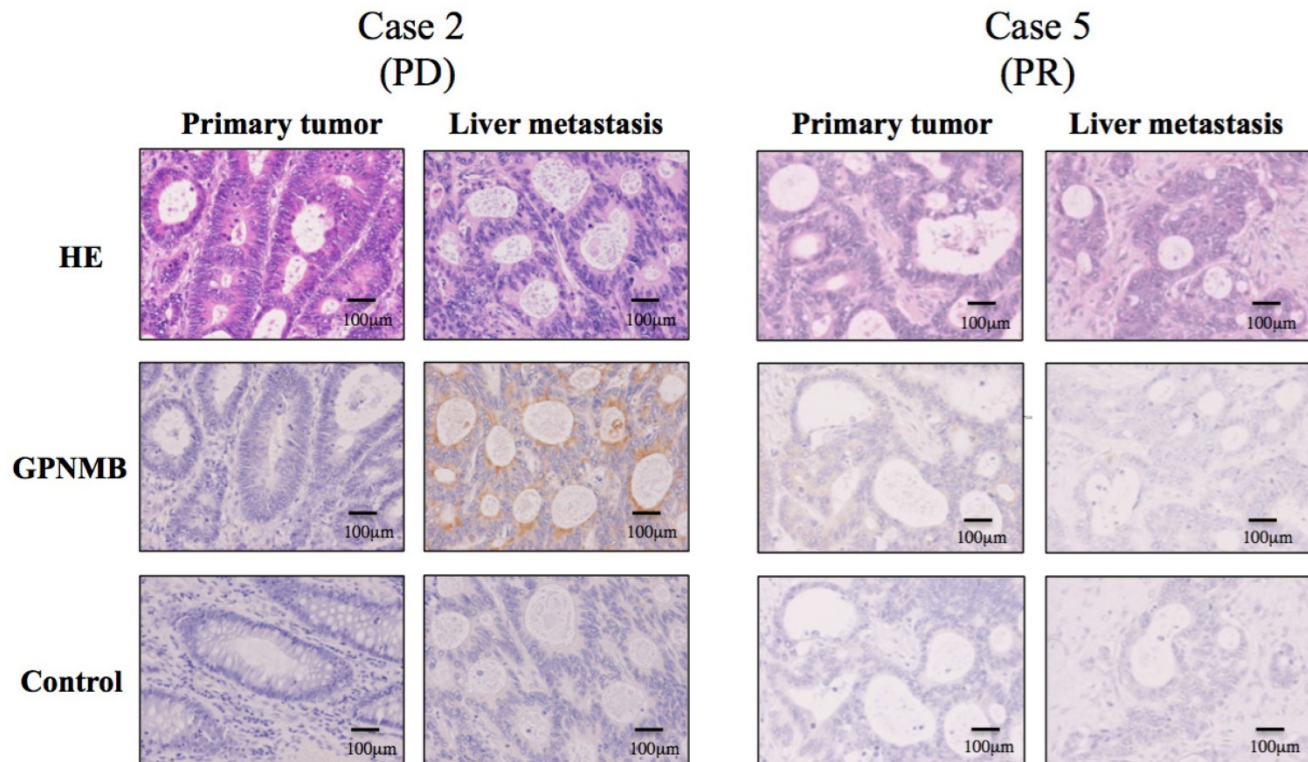 Case 2
(PD)
Case 5
(PR)
Primary tumor
Liver metastasis
Primary tumor
Liver metastasis
HE
100μm
100μm
100μm
100μm
GPNMB
100μm
100μm
100μm
100μm
Control
100μm
100μm
100μm
100μm